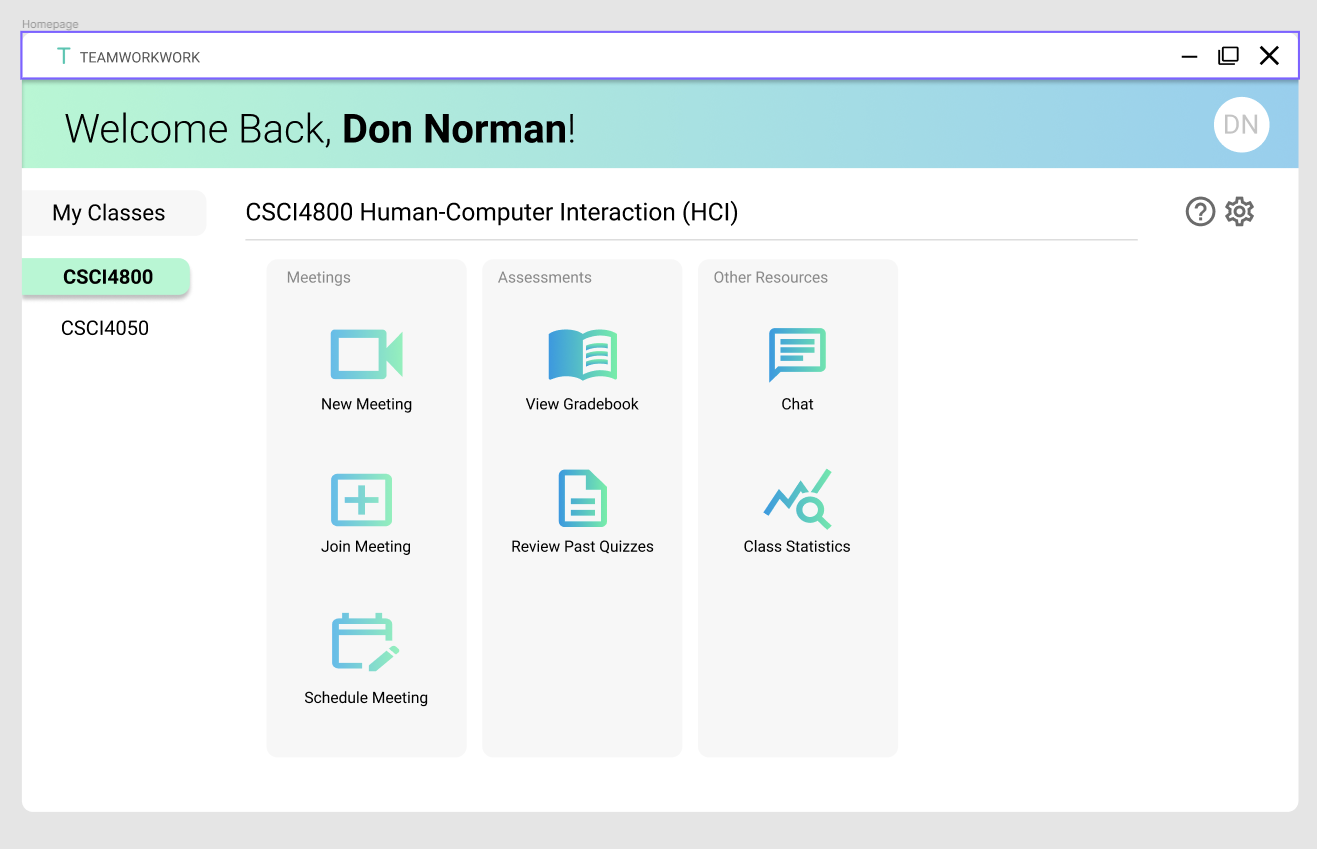 Homepage
T TEAMWORKWORK
Welcome Back, Don Norman!
DN
My Classes
CSCI4800
CSCI4050
CSCI4800 Human-Computer Interaction (HCI)
?
Meetings
New Meeting
Join Meeting
Schedule Meeting
Assessments
View Gradebook
Review Past Quizzes
Other Resources
Chat
Class Statistics